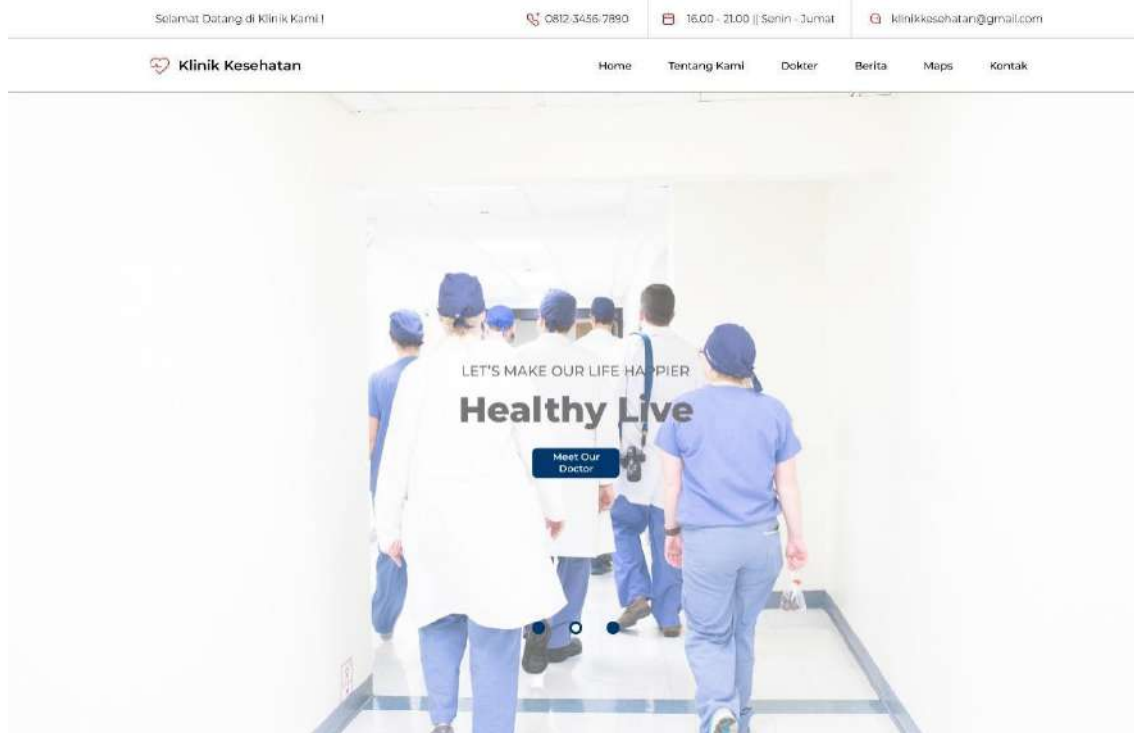 Selamat Datang di Klinik Kami !
0812-3456-7890
16.00 - 21.00 || Senin - Jumat
klinikkesehatan@gmail.com
Klinik Kesehatan
Home
Tentang Kami
Dokter
Berita
Maps
Kontak
LET'S MAKE OUR LIFE HAPPIER
Healthy Live
Meet Our
Doctor